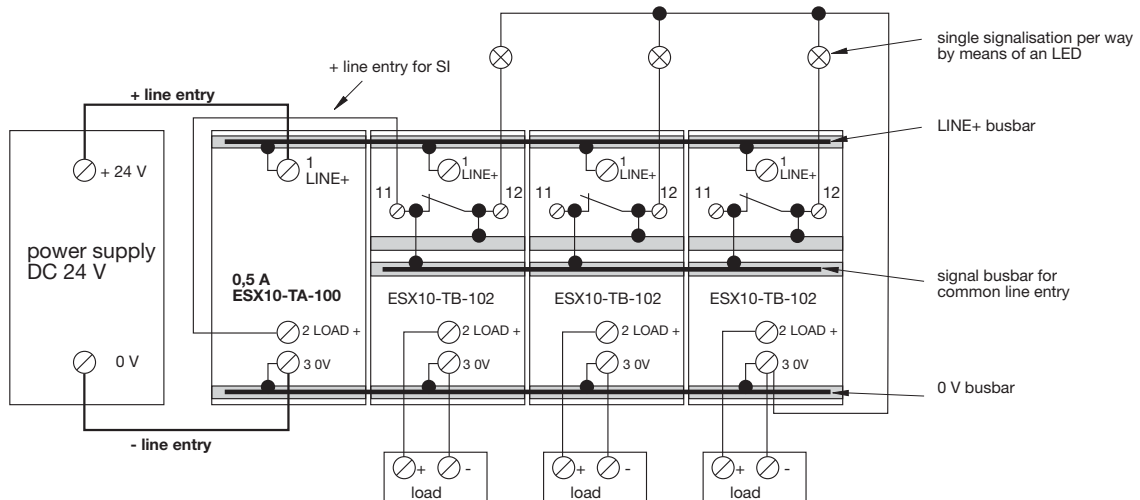 single signalisation per way
by means of an LED
+ line entry for SI
+ line entry
LINE+ busbar
+ 24 V
1
LINE+
1
LINE+
1
LINE+
1
LINE+
11
12
11
12
11
12
power supply
DC 24 V
0,5 A
ESX10-TA-100
ESX10-TB-102
ESX10-TB-102
ESX10-TB-102
signal busbar for
common line entry
2 LOAD +
2 LOAD +
2 LOAD +
2 LOAD +
0 V
3 0V
3 0V
3 0V
3 0V
0 V busbar
- line entry
+ -
+ -
+ -
load
load
load